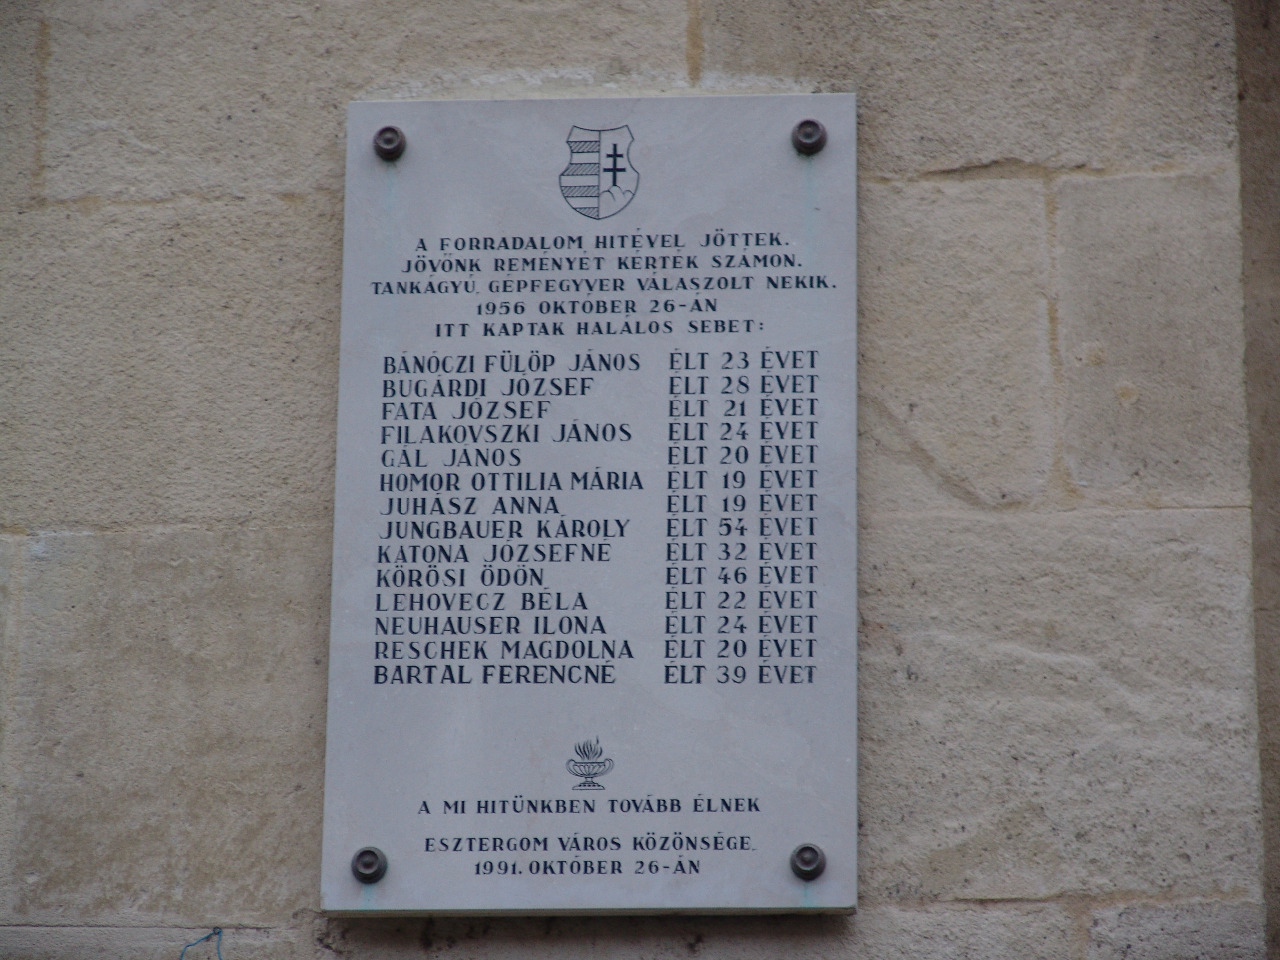 A FORRADALOM HITÉVEL JÖTTEK.
JÖVŐNK REMÉNYÉT KÉRTÉK SZÁMON.
TANKÁGYÚ, GÉPFEGYVER VÁLASZOLT NEKIK.
1956 OKTÓBER 26-ÁN
ITT KAPTAK HALÁLOS SEBET:
BÁNÓCZI FÜLÖP JÁNOS ÉLT 23 ÉVET
BUGÁRDI JÓZSEF ÉLT 28 ÉVET
FATA JÓZSEF ÉLT 21 ÉVET
FILAKOVSZKI JÁNOS ÉLT 24 ÉVET
GÁL JÁNOS ÉLT 20 ÉVET
HOMOR OTTILIA MÁRIA ÉLT 19 ÉVET
JUHÁSZ ANNA ÉLT 19 ÉVET
JUNGBAUER KÁROLY ÉLT 54 ÉVET
KATONA JÓZSEFNÉ ÉLT 32 ÉVET
KŐRÖSI ÖDÖN ÉLT 46 ÉVET
LEHOVECZ BÉLA ÉLT 22 ÉVET
NEUHAUSER ILONA ÉLT 24 ÉVET
RESCHEK MAGDOLNA ÉLT 20 ÉVET
BARTAL FERENCNÉ ÉLT 39 ÉVET
A MI HITÜNKBEN TOVÁBB ÉLNEK
ESZTERGOM VÁROS KÖZÖNSÉGE.
1991. OKTÓBER 26-ÁN